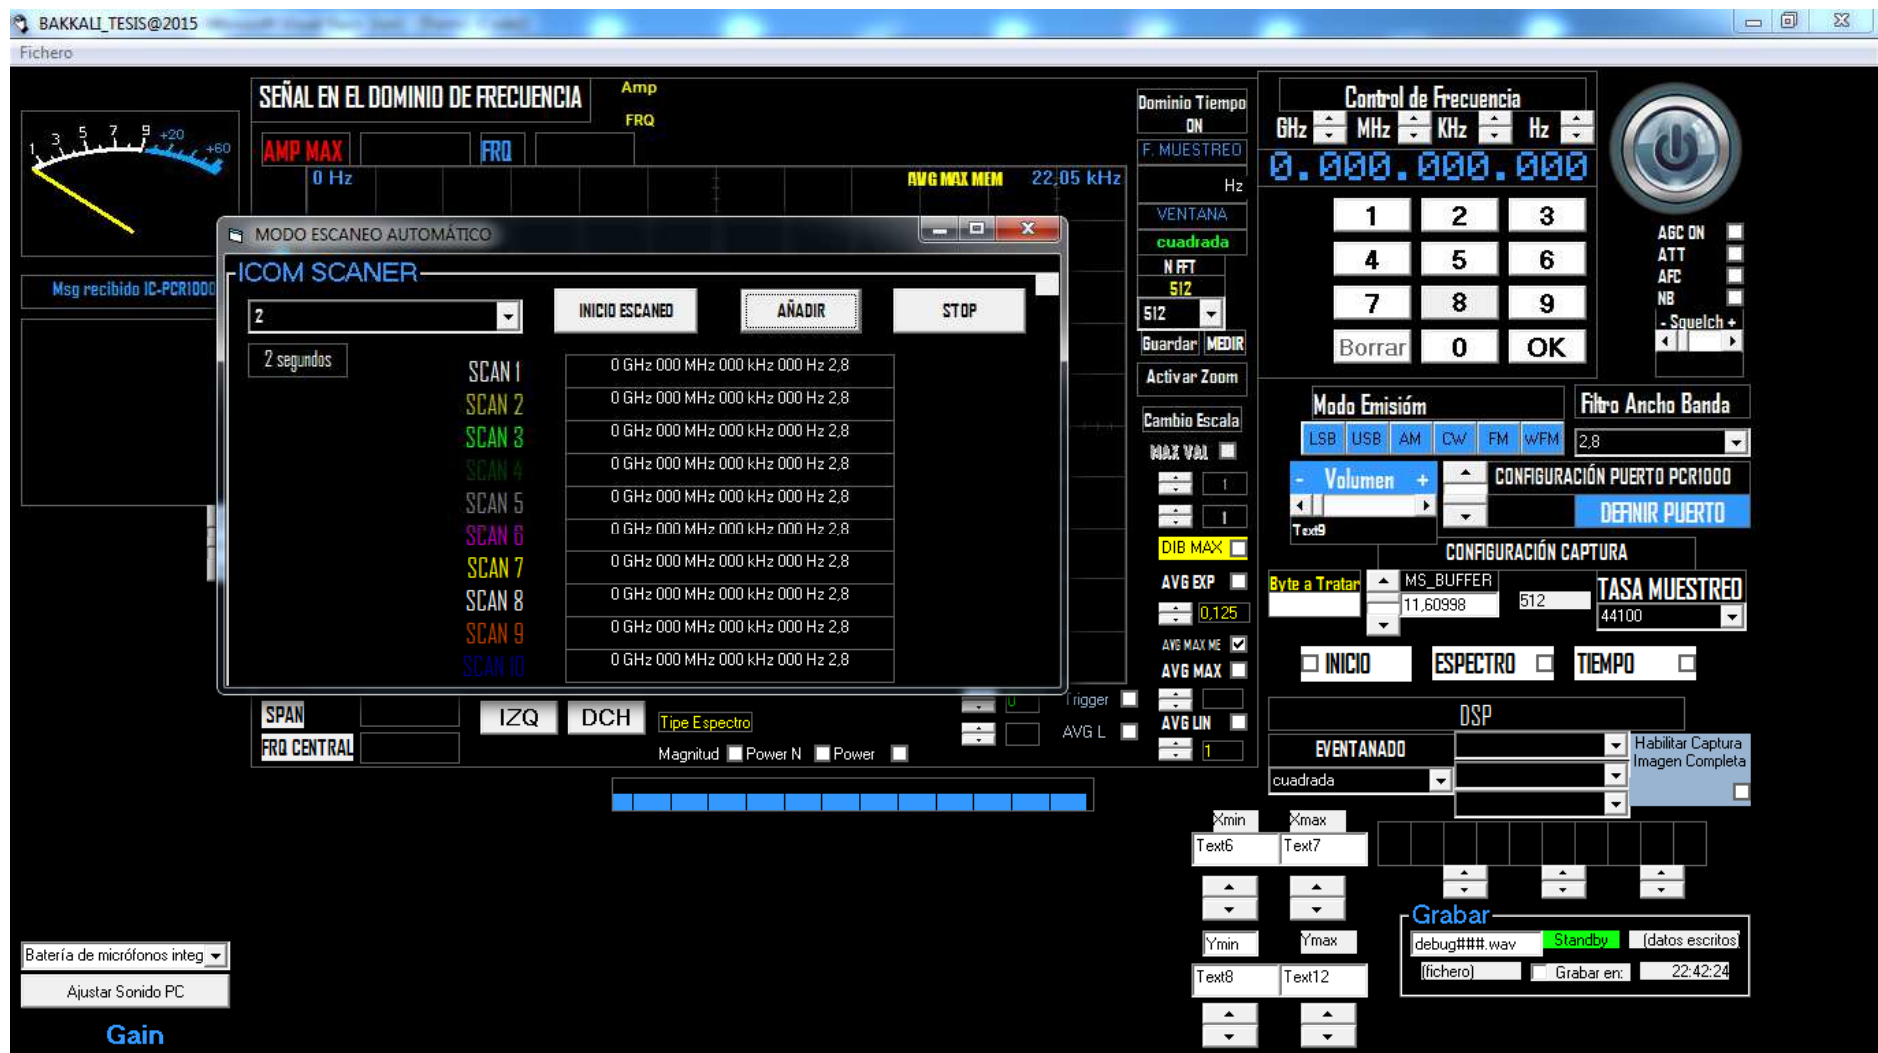 BAKKALI_TESIS@2015
Fichero
SEÑAL EN EL DOMINIO DE FRECUENCIA
Amp
FRQ
AMP MAX
FRQ
0 Hz
AVG MAX MEM
22,05 kHz
1 3 5 7 9 +20 +60
Msg recibido IC-PCR1000
MODO ESCANEO AUTOMÁTICO
ICOM SCANER
2
INICIO ESCANEO
AÑADIR
STOP
2 segundos
SCAN 1 0 GHz 000 MHz 000 kHz 000 Hz 2,8
SCAN 2 0 GHz 000 MHz 000 kHz 000 Hz 2,8
SCAN 3 0 GHz 000 MHz 000 kHz 000 Hz 2,8
SCAN 4 0 GHz 000 MHz 000 kHz 000 Hz 2,8
SCAN 5 0 GHz 000 MHz 000 kHz 000 Hz 2,8
SCAN 6 0 GHz 000 MHz 000 kHz 000 Hz 2,8
SCAN 7 0 GHz 000 MHz 000 kHz 000 Hz 2,8
SCAN 8 0 GHz 000 MHz 000 kHz 000 Hz 2,8
SCAN 9 0 GHz 000 MHz 000 kHz 000 Hz 2,8
SCAN 10 0 GHz 000 MHz 000 kHz 000 Hz 2,8
SPAN
FRQ CENTRAL
IZQ
DCH
Tipe Espectro
Magnitud Power N Power
0
Trigger
AVG L
Dominio Tiempo
ON
F. MUESTREO
Hz
VENTANA
cuadrada
N FFT
512
512
Guardar MEDIR
Activar Zoom
Cambio Escala
MAX VAL
1
1
DIB MAX
AVG EXP
0,125
AVG MAX ME
AVG MAX
AVG LIN
1
Control de Frecuencia
GHz MHz KHz Hz
0.000.000.000
1 2 3
4 5 6
7 8 9
Borrar 0 OK
AGC ON
ATT
AFC
NB
- Squelch +
Modo Emisióm
LSB USB AM CW FM WFM
Filtro Ancho Banda
2,8
- Volumen +
Text9
CONFIGURACIÓN PUERTO PCR1000
DEFINIR PUERTO
CONFIGURACIÓN CAPTURA
Byte a Tratar
MS_BUFFER
11,60998
512
TASA MUESTREO
44100
INICIO
ESPECTRO
TIEMPO
DSP
EVENTANADO
cuadrada
Habilitar Captura
Imagen Completa
Xmin Xmax
Text6 Text7
Ymin Ymax
Text8 Text12
Grabar
debug###.wav Standby (datos escritos)
(fichero) Grabar en: 22:42:24
Batería de micrófonos integ
Ajustar Sonido PC
Gain